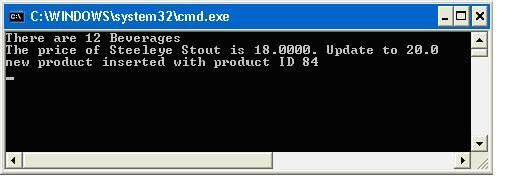 C:\WINDOWS\system32\cmd.exe
There are 12 Beverages
The price of Steeleye Stout is 18.0000. Update to 20.0
new product inserted with product ID 84